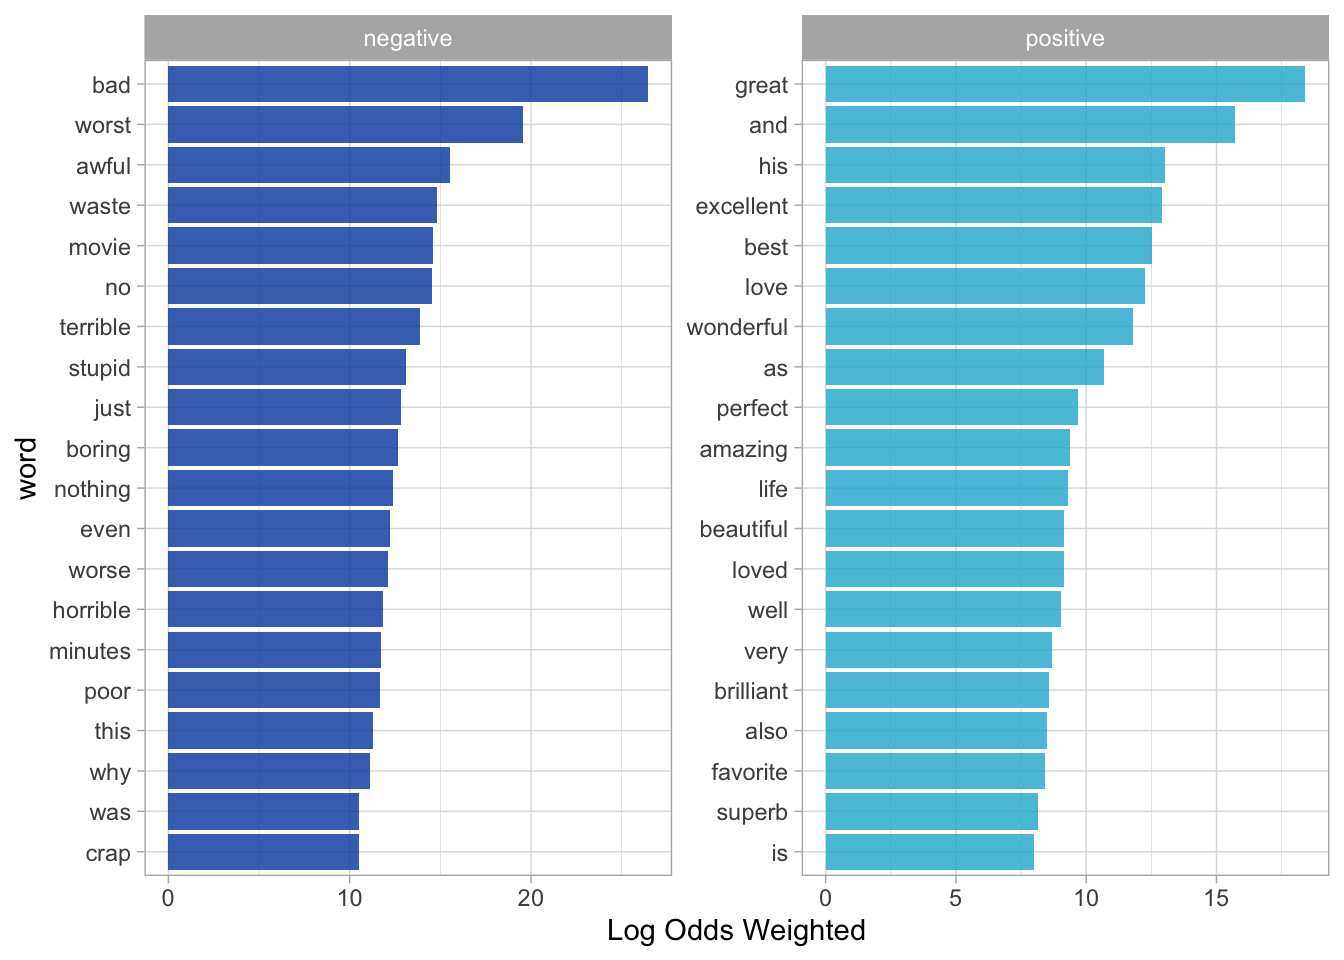 negative
bad
worst
awful
waste
movie
no
terrible
stupid
just
boring
nothing
even
worse
horrible
minutes
poor
this
why
was
crap
0 10 20
positive
great
and
his
excellent
best
love
wonderful
as
perfect
amazing
life
beautiful
loved
well
very
brilliant
also
favorite
superb
is
0 5 10 15
word
Log Odds Weighted